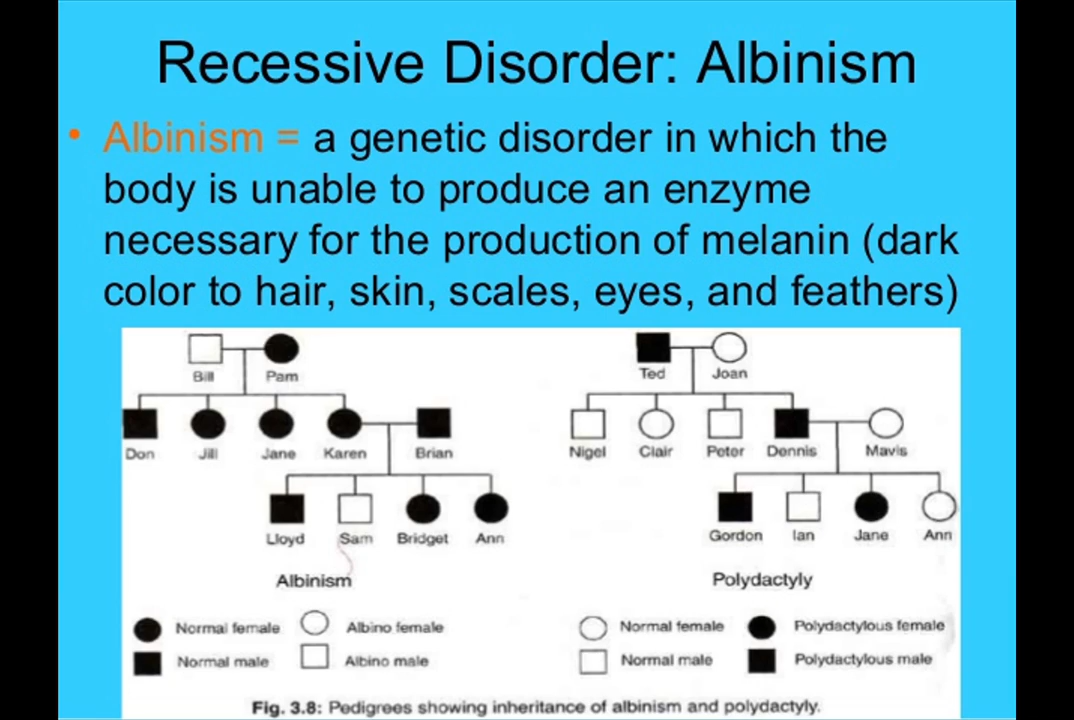 Recessive Disorder: Albinism
• Albinism = a genetic disorder in which the
body is unable to produce an enzyme
necessary for the production of melanin (dark
color to hair, skin, scales, eyes, and feathers)
Bill Pam
Don Jill Jane Karen Brian
Lloyd Sam Bridget Ann
Albinism
Normal female Albino female
Normal male Albino male
Ted Joan
Nigel Clair Peter Dennis Mavis
Gordon Ian Jane Ann
Polydactyly
Normal female Polydactylous female
Normal male Polydactylous male
Fig. 3.8: Pedigrees showing inheritance of albinism and polydactyly.